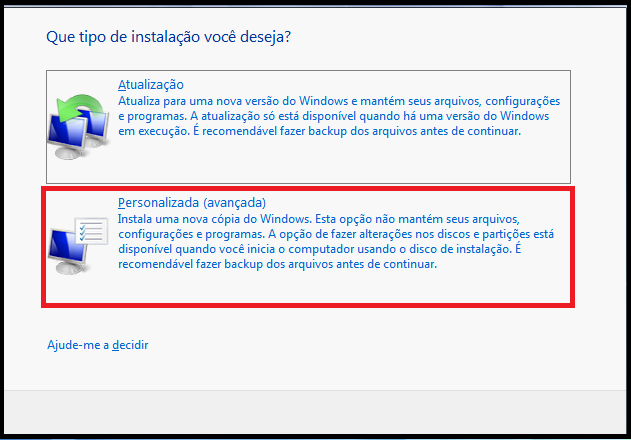 Que tipo de instalação você deseja?
Atualização
Atualiza para uma nova versão do Windows e mantém seus arquivos, configurações
e programas. A atualização só está disponível quando há uma versão do Windows
em execução. É recomendável fazer backup dos arquivos antes de continuar.
Personalizada (avançada)
Instala uma nova cópia do Windows. Esta opção não mantém seus arquivos,
configurações e programas. A opção de fazer alterações nos discos e partições está
disponível quando você inicia o computador usando o disco de instalação. É
recomendável fazer backup dos arquivos antes de continuar.
Ajude-me a decidir